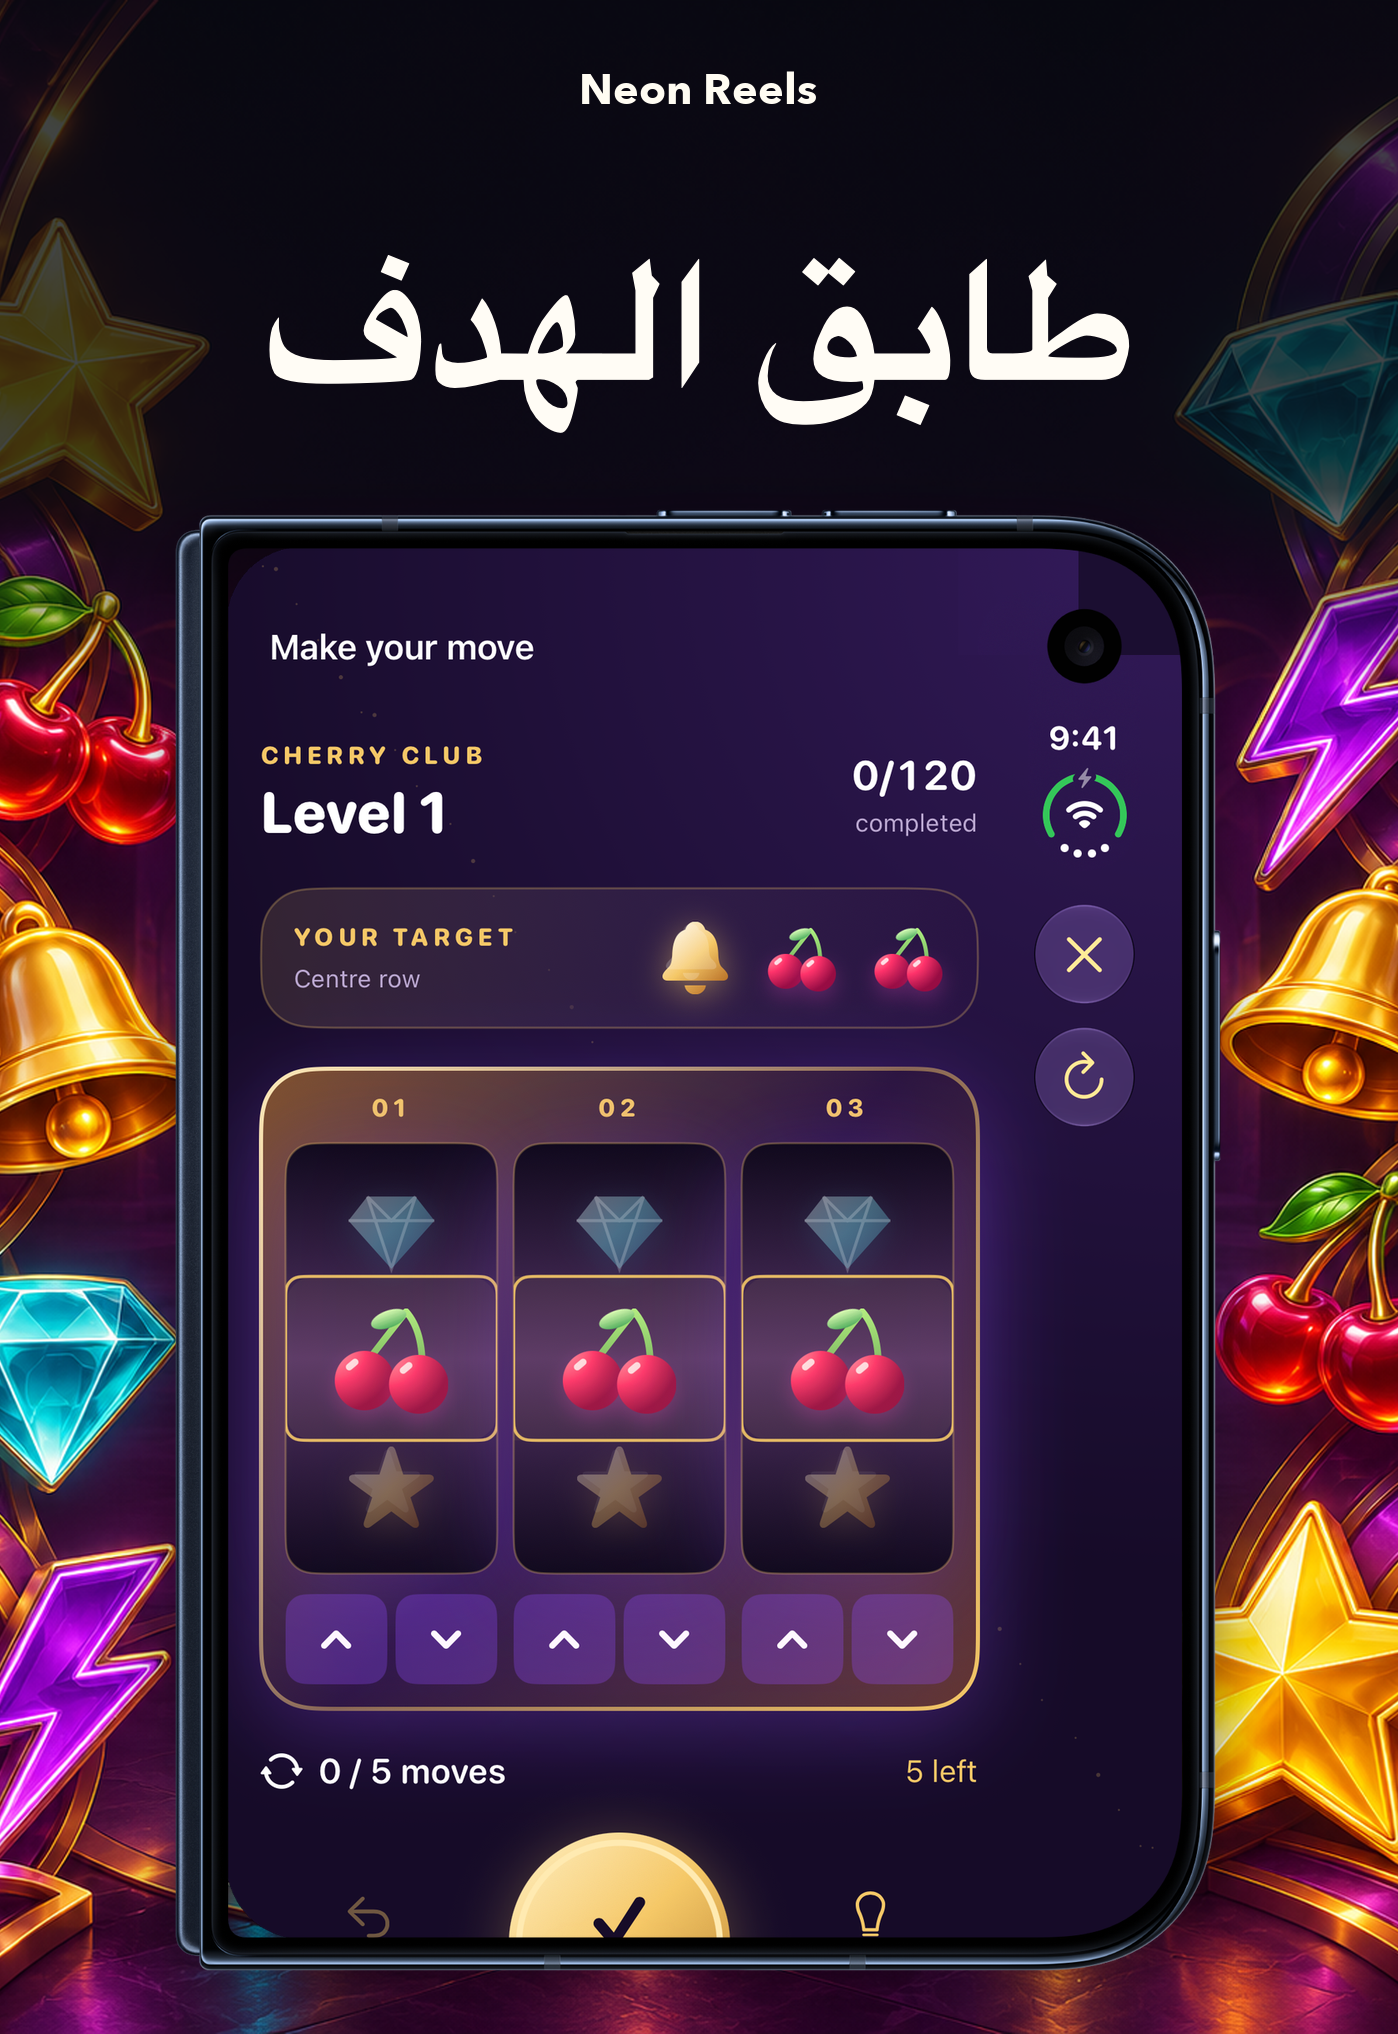 Neon Reels
طابق الهدف
Make your move
9:41
CHERRY CLUB
Level 1
0/120
completed
YOUR TARGET
Centre row
01 02 03
0 / 5 moves
5 left